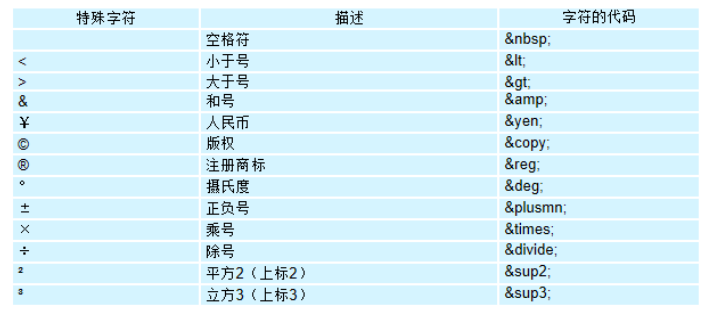 特殊字符 描述 字符的代码
空格符 &nbsp;
< 小于号 &lt;
> 大于号 &gt;
& 和号 &amp;
¥ 人民币 &yen;
© 版权 &copy;
® 注册商标 &reg;
° 摄氏度 &deg;
± 正负号 &plusmn;
× 乘号 &times;
÷ 除号 &divide;
² 平方2（上标2） &sup2;
³ 立方3（上标3） &sup3;